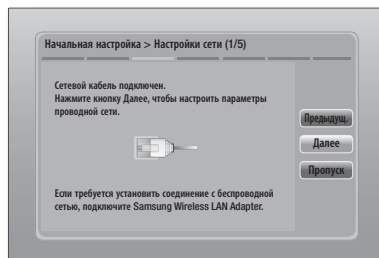 Начальная настройка > Настройки сети (1/5)
Сетевой кабель подключен.
Нажмите кнопку Далее, чтобы настроить параметры
проводной сети.
Предыдущ.
Далее
Пропуск
Если требуется установить соединение с беспроводной
сетью, подключите Samsung Wireless LAN Adapter.